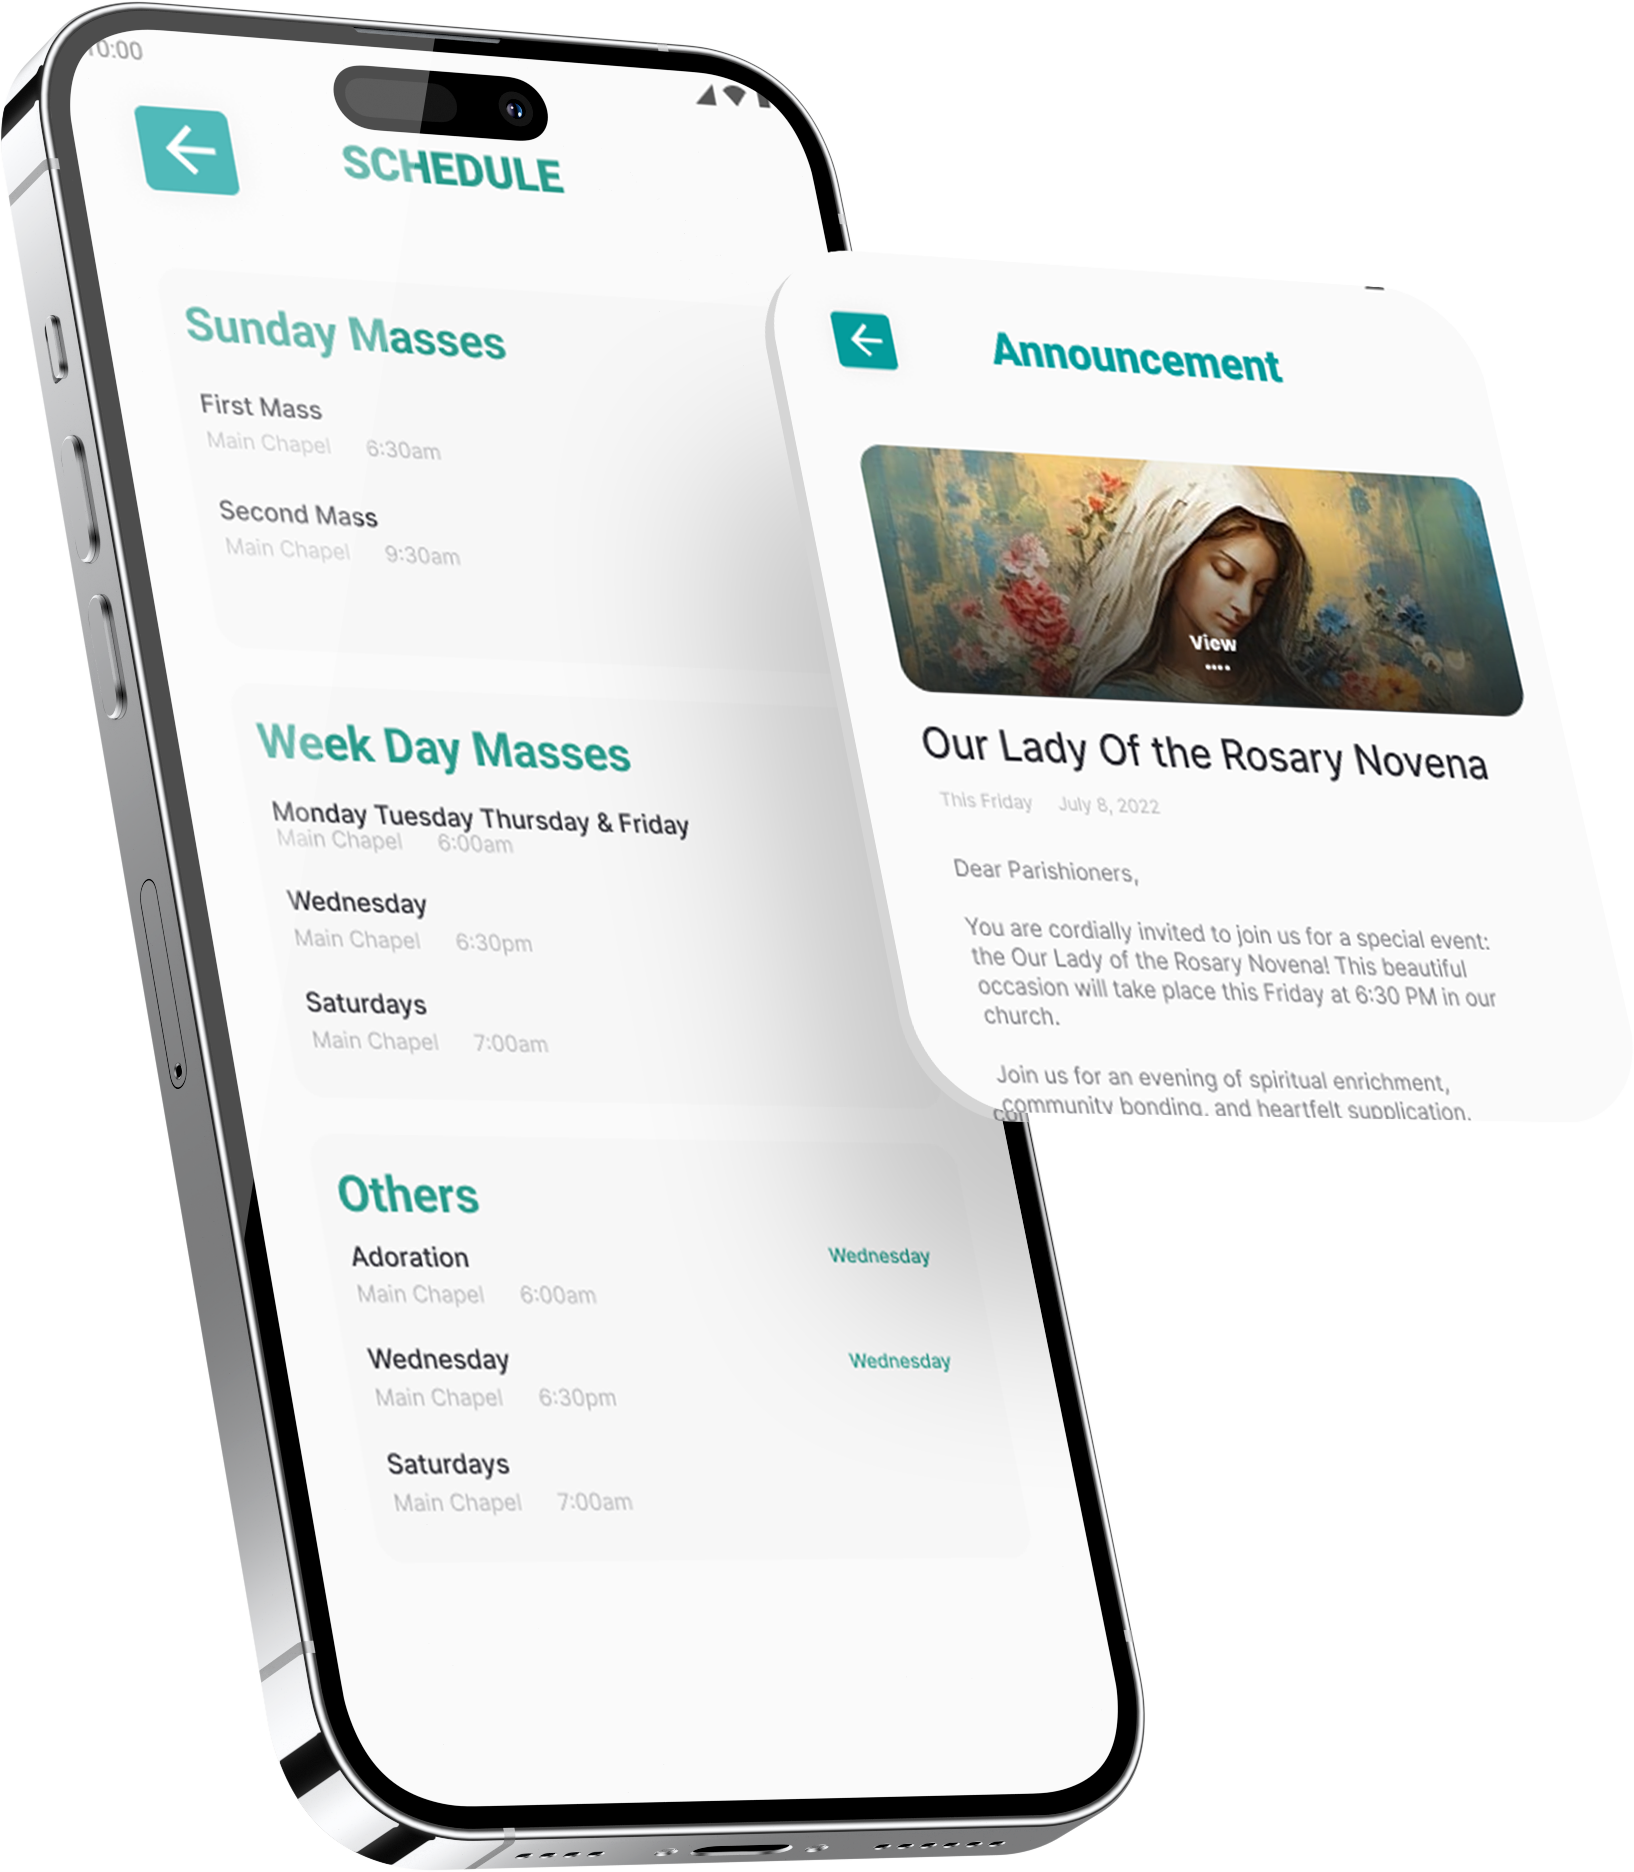 10:00
SCHEDULE
Sunday Masses
First Mass
Main Chapel 6:30am
Second Mass
Main Chapel 9:30am
Week Day Masses
Monday Tuesday Thursday & Friday
Main Chapel 6:00am
Wednesday
Main Chapel 6:30pm
Saturdays
Main Chapel 7:00am
Others
Adoration Wednesday
Main Chapel 6:00am
Wednesday Wednesday
Main Chapel 6:30pm
Saturdays
Main Chapel 7:00am
Announcement
View
Our Lady Of the Rosary Novena
This Friday July 8, 2022
Dear Parishioners,
You are cordially invited to join us for a special event:
the Our Lady of the Rosary Novena! This beautiful
occasion will take place this Friday at 6:30 PM in our
church.
Join us for an evening of spiritual enrichment,
community bonding, and heartfelt supplication.